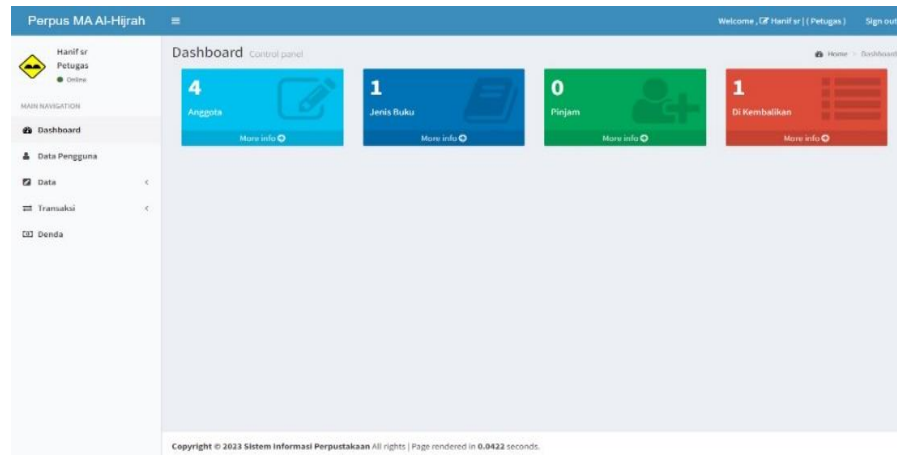 Perpus MA Al-Hijrah
Welcome , Hanif sr | ( Petugas )
Sign out
Hanif sr
Petugas
Online
MAIN NAVIGATION
Dashboard
Data Pengguna
Data
Transaksi
Denda
Dashboard Control panel
Home > Dashboard
4
Anggota
More info
1
Jenis Buku
More info
0
Pinjam
More info
1
Di Kembalikan
More info
Copyright © 2023 Sistem Informasi Perpustakaan All rights | Page rendered in 0.0422 seconds.